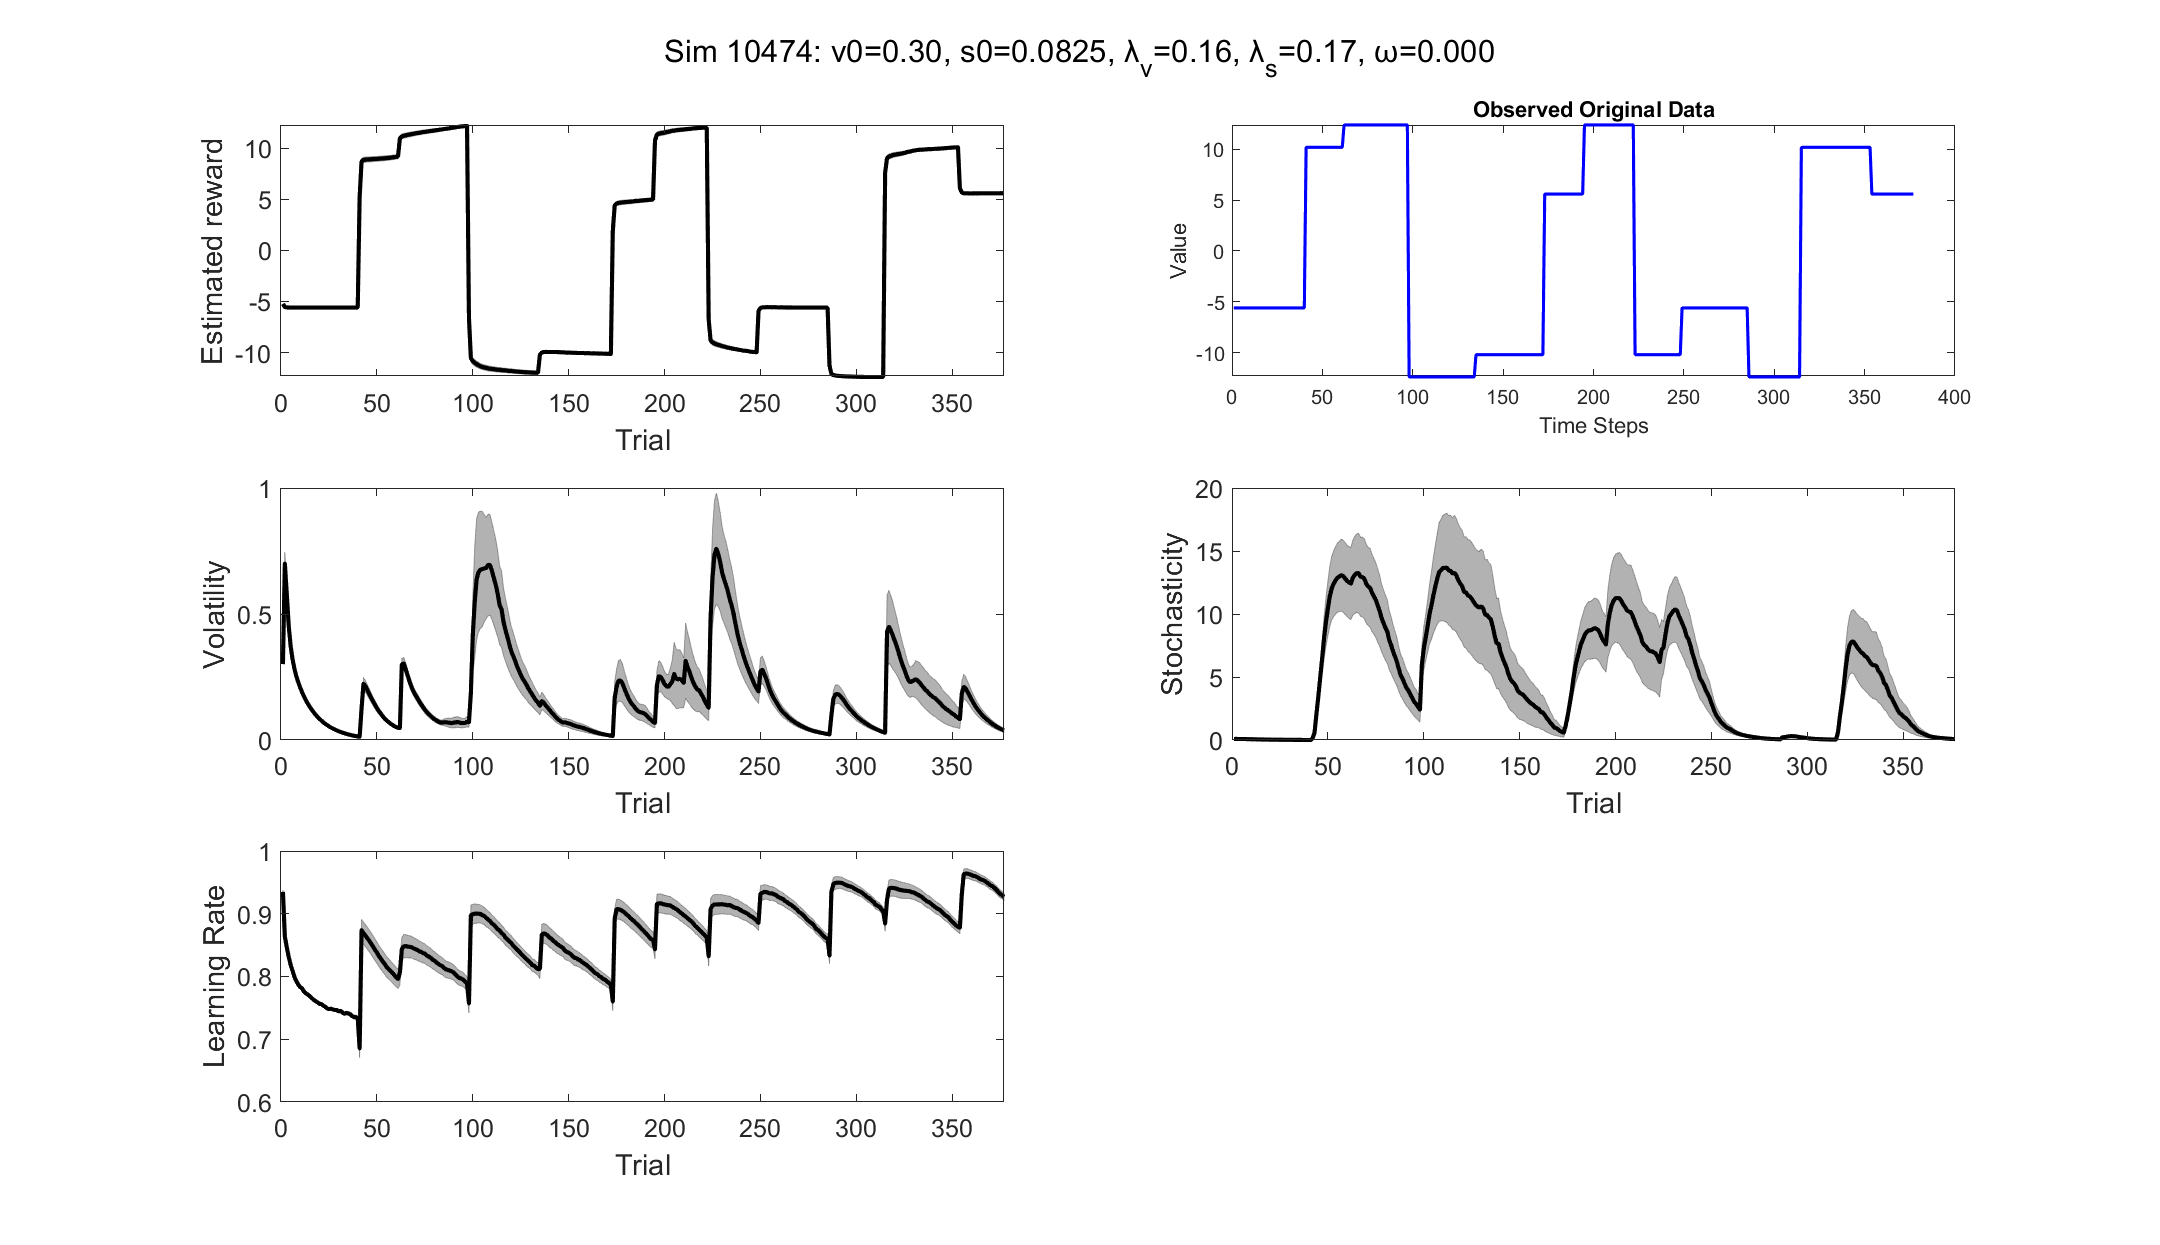 Sim 10474: v0=0.30, s0=0.0825, λv=0.16, λs=0.17, ω=0.000
Estimated reward
10
5
0
-5
-10
0 50 100 150 200 250 300 350
Trial
Observed Original Data
Value
10
5
0
-5
-10
0 50 100 150 200 250 300 350 400
Time Steps
Volatility
1
0.5
0
0 50 100 150 200 250 300 350
Trial
Stochasticity
20
15
10
5
0
0 50 100 150 200 250 300 350
Trial
Learning Rate
1
0.9
0.8
0.7
0.6
0 50 100 150 200 250 300 350
Trial